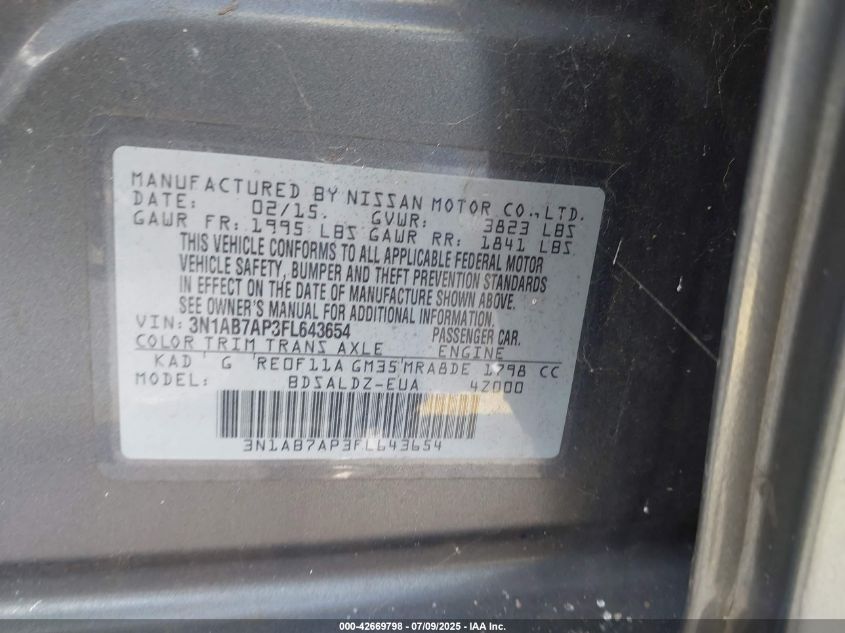 MANUFACTURED BY NISSAN MOTOR CO., LTD.
DATE: 02/15. GVWR: 3823 LBS
GAWR FR: 1995 LBS GAWR RR: 1841 LBS
THIS VEHICLE CONFORMS TO ALL APPLICABLE FEDERAL MOTOR
VEHICLE SAFETY, BUMPER AND THEFT PREVENTION STANDARDS
IN EFFECT ON THE DATE OF MANUFACTURE SHOWN ABOVE.
SEE OWNER'S MANUAL FOR ADDITIONAL INFORMATION.
VIN: 3N1AB7AP3FL643654 PASSENGER CAR.
COLOR TRIM TRANS AXLE ENGINE
KAD ' G 'RE0F11A GM35'MRA8DE 1798 CC
MODEL: BDSALDZ-EUA 4Z000
3N1AB7AP3FL643654
000-42669798 - 07/09/2025 - IAA Inc.